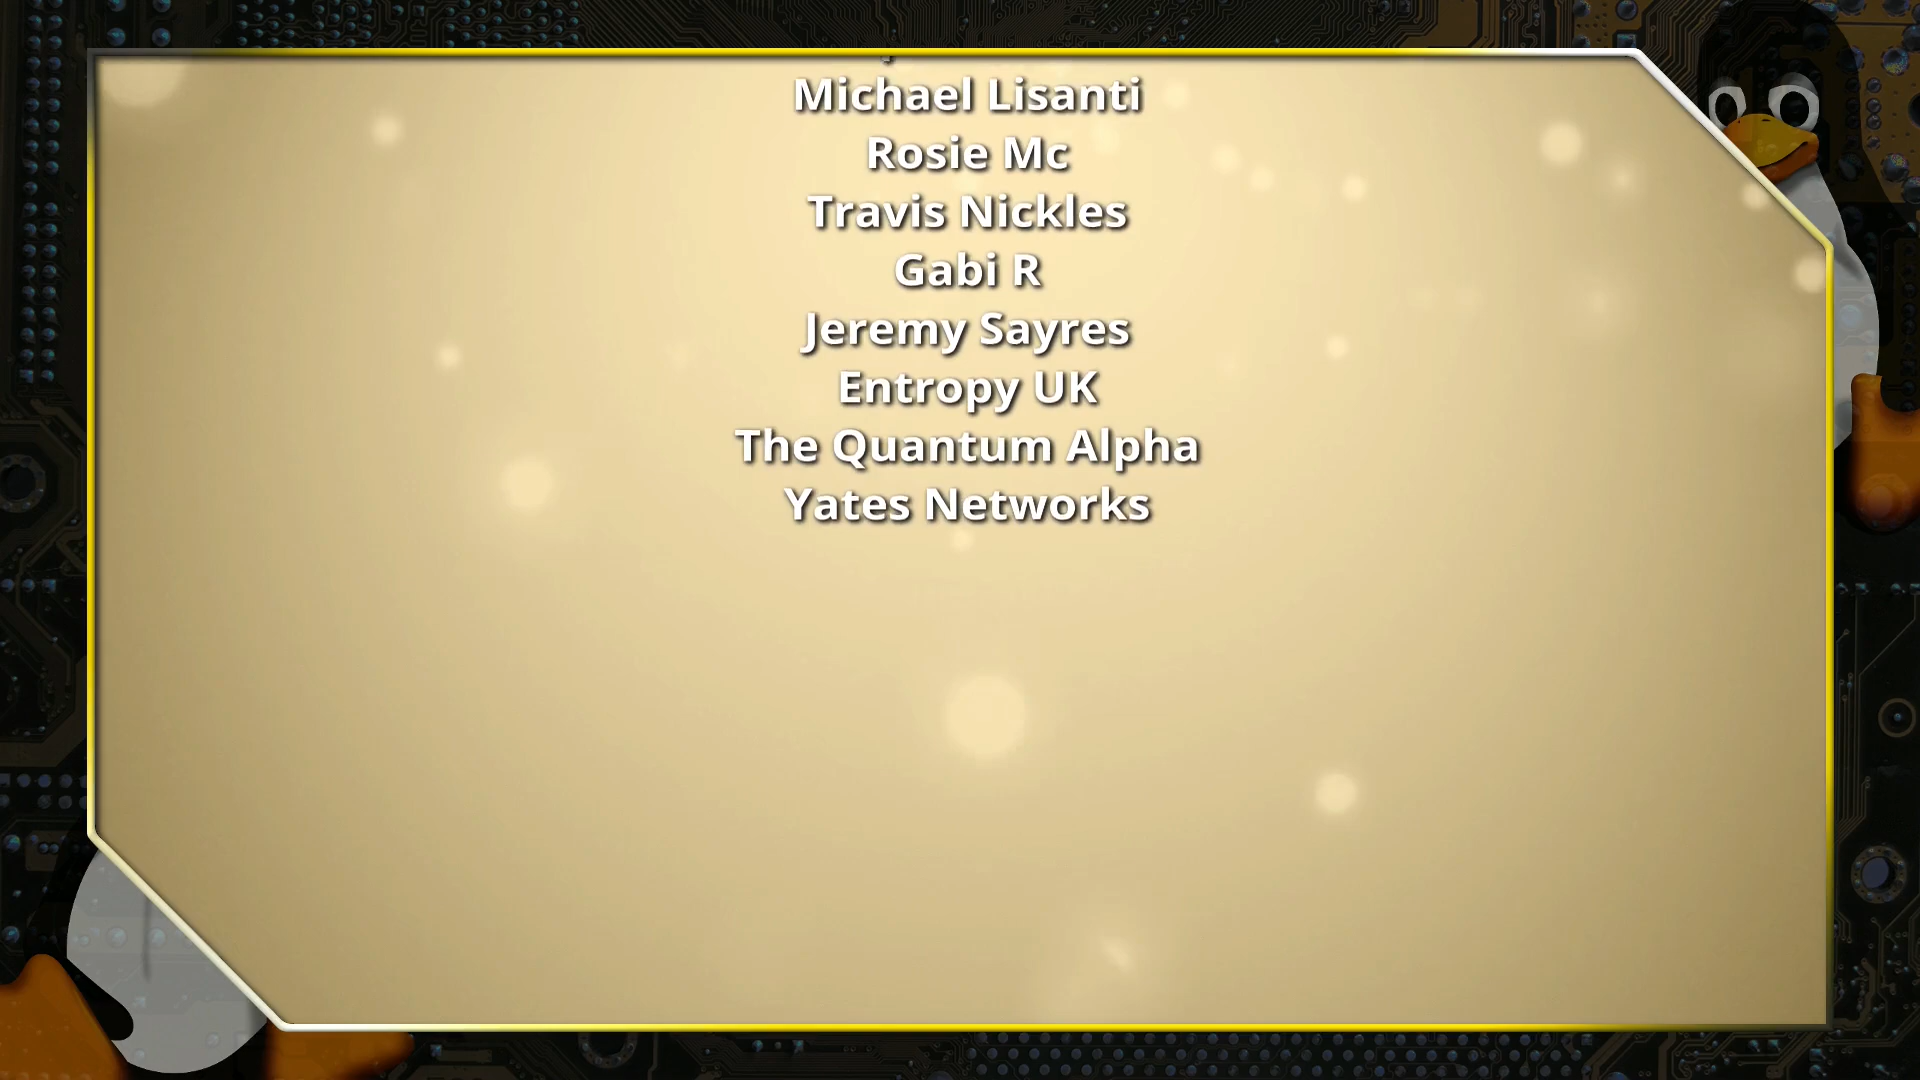 Michael Lisanti
Rosie Mc
Travis Nickles
Gabi R
Jeremy Sayres
Entropy UK
The Quantum Alpha
Yates Networks